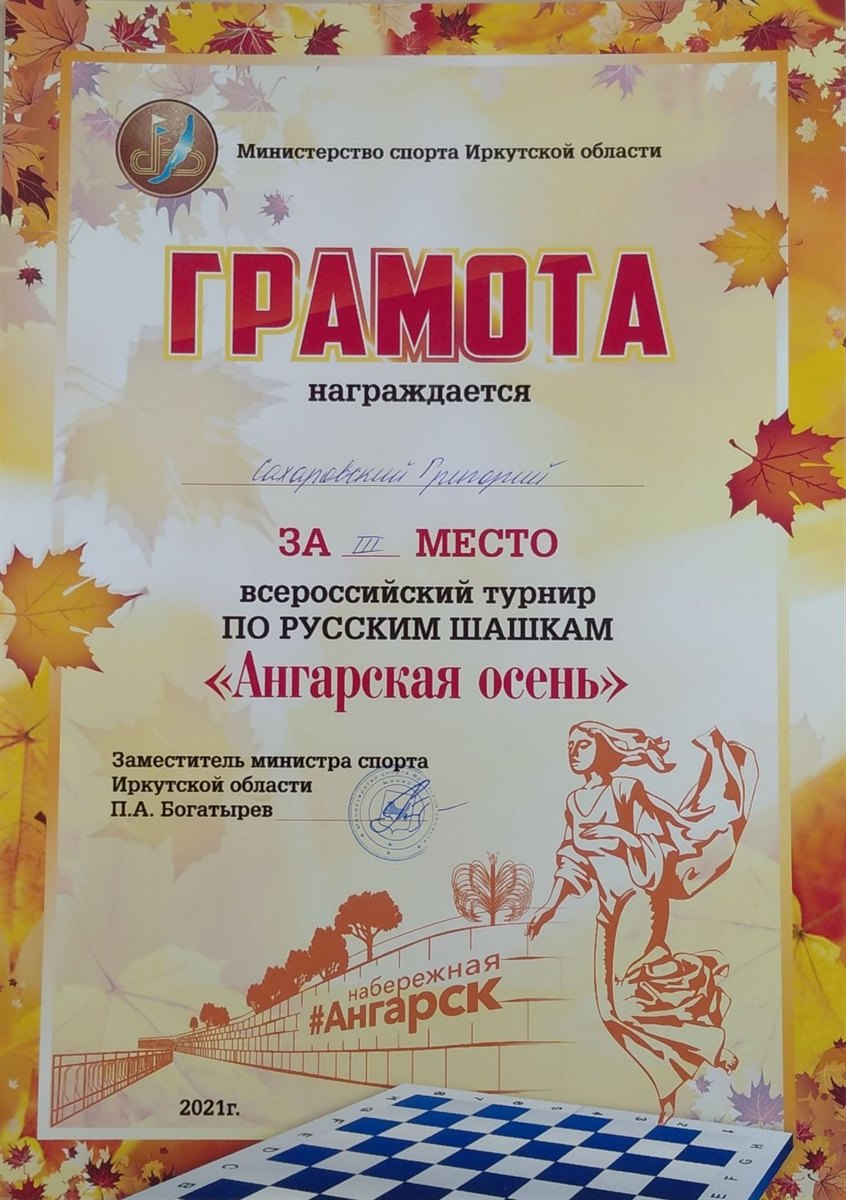 Министерство спорта Иркутской области
ГРАМОТА
награждается
Сахаровский Григорий
ЗА III МЕСТО
всероссийский турнир
ПО РУССКИМ ШАШКАМ
«Ангарская осень»
Заместитель министра спорта
Иркутской области
П.А. Богатырев
набережная
#Ангарск
2021г.